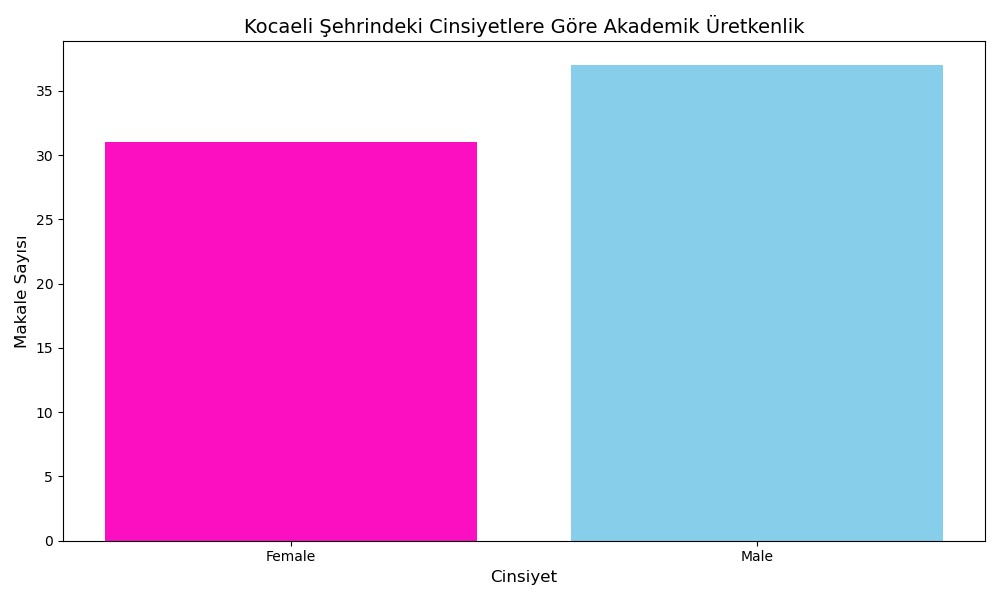 Kocaeli Şehrindeki Cinsiyetlere Göre Akademik Üretkenlik
Makale Sayısı
35
30
25
20
15
10
5
0
Female
Male
Cinsiyet